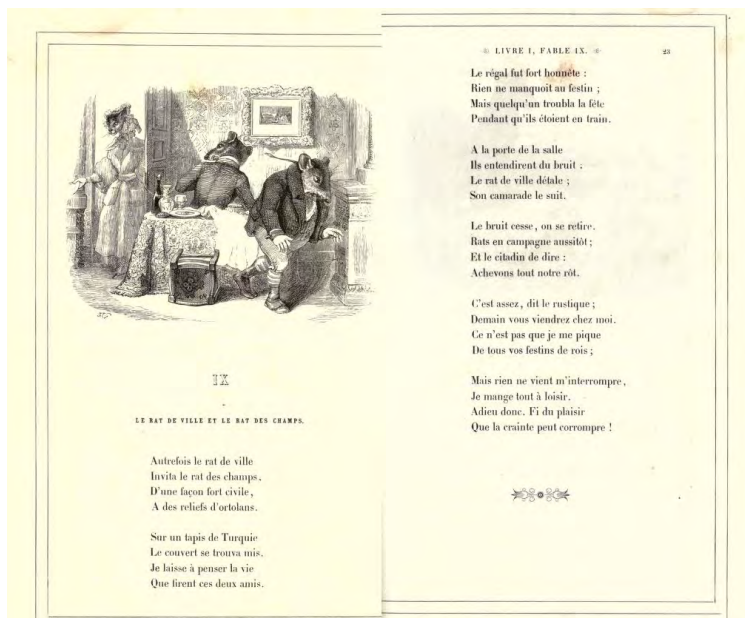 IX
LE RAT DE VILLE ET LE RAT DES CHAMPS.
Autrefois le rat de ville
Invita le rat des champs,
D'une façon fort civile,
A des reliefs d'ortolans.
Sur un tapis de Turquie
Le couvert se trouva mis.
Je laisse à penser la vie
Que firent ces deux amis.
LIVRE I, FABLE IX. 23
Le régal fut fort honnête :
Rien ne manquoit au festin ;
Mais quelqu'un troubla la fête
Pendant qu'ils étoient en train.
A la porte de la salle
Ils entendirent du bruit :
Le rat de ville détale ;
Son camarade le suit.
Le bruit cesse, on se retire.
Rats en campagne aussitôt ;
Et le citadin de dire :
Achevons tout notre rôt.
C'est assez, dit le rustique ;
Demain vous viendrez chez moi.
Ce n'est pas que je me pique
De tous vos festins de rois ;
Mais rien ne vient m'interrompre,
Je mange tout à loisir.
Adieu donc. Fi du plaisir
Que la crainte peut corrompre !